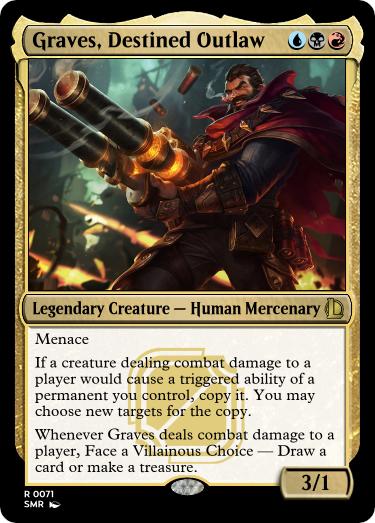 Graves, Destined Outlaw
Legendary Creature — Human Mercenary
Menace
If a creature dealing combat damage to a
player would cause a triggered ability of a
permanent you control, copy it. You may
choose new targets for the copy.
Whenever Graves deals combat damage to a
player, Face a Villainous Choice — Draw a
card or make a treasure.
3/1
R 0071
SMR